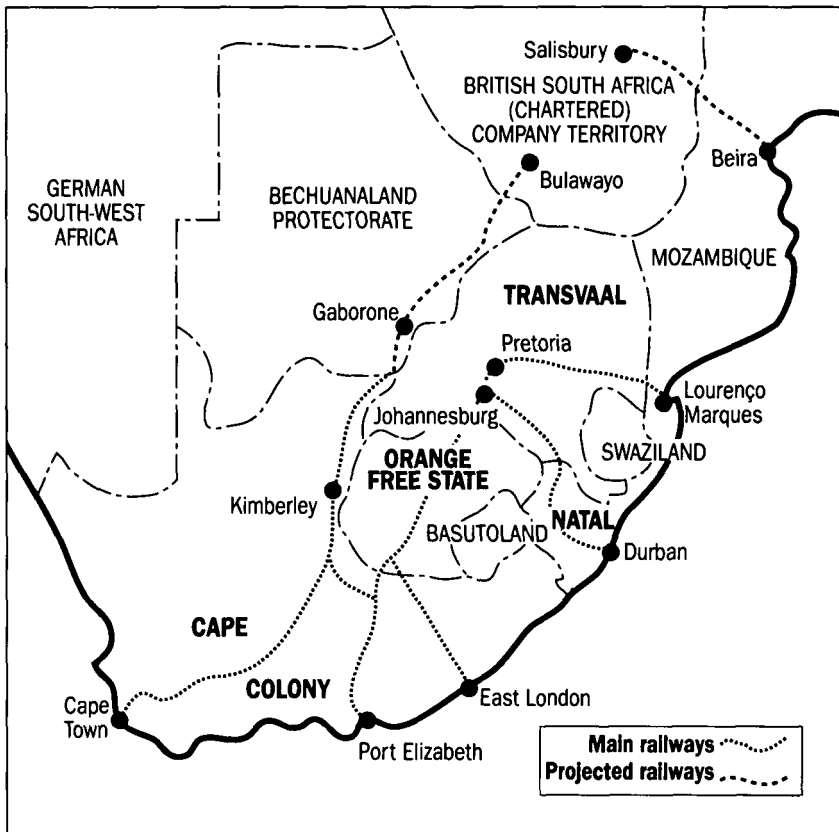 Salisbury
BRITISH SOUTH AFRICA
(CHARTERED)
COMPANY TERRITORY
Beira
Bulawayo
GERMAN
SOUTH-WEST
AFRICA
BECHUANALAND
PROTECTORATE
MOZAMBIQUE
TRANSVAAL
Gaborone
Pretoria
Lourenço
Marques
Johannesburg
SWAZILAND
ORANGE
FREE STATE
Kimberley
NATAL
BASUTOLAND
Durban
CAPE
COLONY
East London
Cape
Town
Port Elizabeth
Main railways
Projected railways